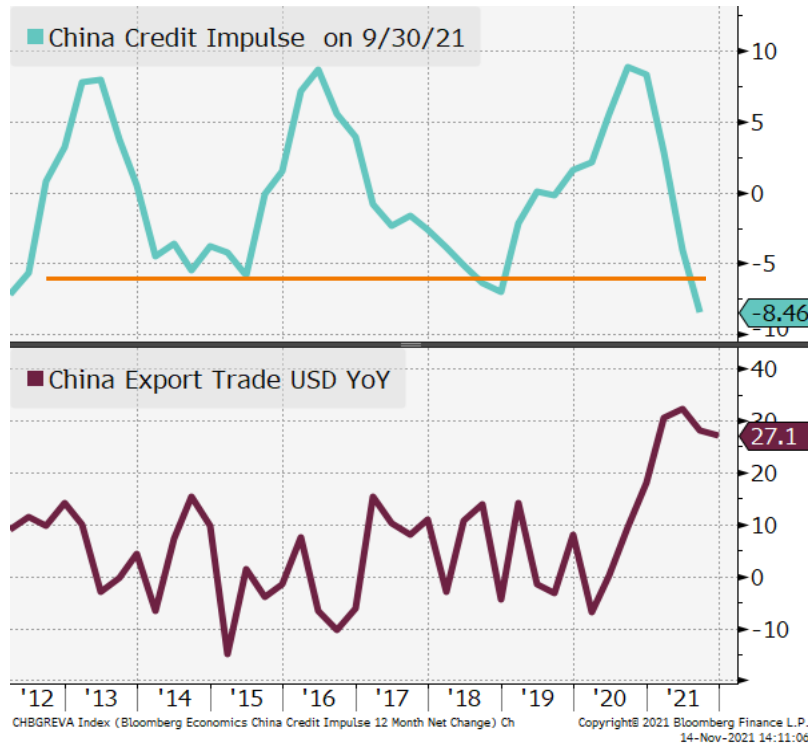 China Credit Impulse on 9/30/21
10
5
0
-5
-8.46
-10
China Export Trade USD YoY
40
30
27.1
20
10
0
-10
'12 '13 '14 '15 '16 '17 '18 '19 '20 '21
CHBGREVA Index (Bloomberg Economics China Credit Impulse 12 Month Net Change) Ch
Copyright© 2021 Bloomberg Finance L.P.
14-Nov-2021 14:11:06